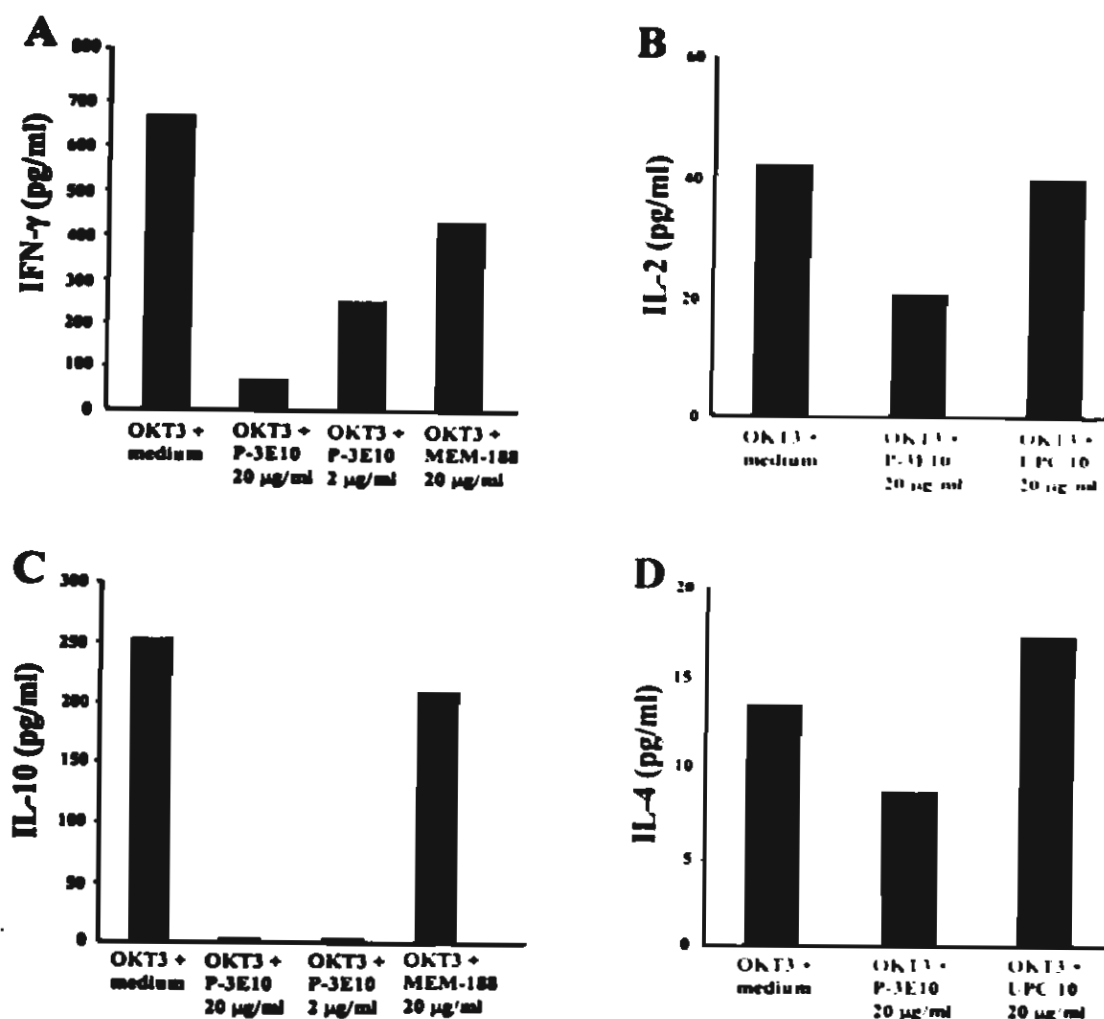 A
IFN-γ (pg/ml)
800
700
600
500
400
300
200
100
0
OKT3 + medium
OKT3 + P-3E10 20 µg/ml
OKT3 + P-3E10 2 µg/ml
OKT3 + MEM-188 20 µg/ml
B
IL-2 (pg/ml)
60
40
20
0
OKT3 + medium
OKT3 + P-3E10 20 µg ml
OKT3 + UPC 10 20 µg ml
C
IL-10 (pg/ml)
300
250
200
150
100
50
0
OKT3 + medium
OKT3 + P-3E10 20 µg/ml
OKT3 + P-3E10 2 µg/ml
OKT3 + MEM-188 20 µg/ml
D
IL-4 (pg/ml)
20
15
10
5
0
OKT3 + medium
OKT3 + P-3E10 20 µg/ml
OKT3 + UPC 10 20 µg/ml